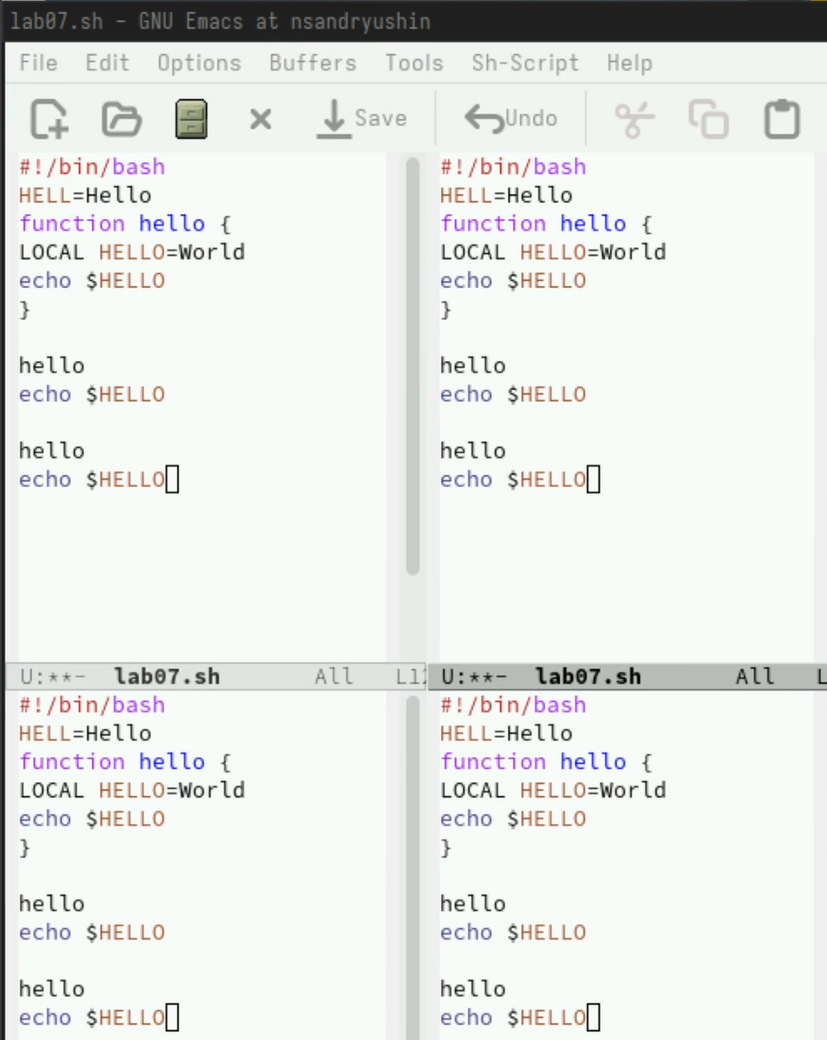 lab07.sh - GNU Emacs at nsandryushin
File Edit Options Buffers Tools Sh-Script Help
Save Undo
#!/bin/bash
HELL=Hello
function hello {
LOCAL HELLO=World
echo $HELLO
}
hello
echo $HELLO
hello
echo $HELLO
U:**- lab07.sh All
#!/bin/bash
HELL=Hello
function hello {
LOCAL HELLO=World
echo $HELLO
}
hello
echo $HELLO
hello
echo $HELLO
U:**- lab07.sh All
#!/bin/bash
HELL=Hello
function hello {
LOCAL HELLO=World
echo $HELLO
}
hello
echo $HELLO
hello
echo $HELLO
#!/bin/bash
HELL=Hello
function hello {
LOCAL HELLO=World
echo $HELLO
}
hello
echo $HELLO
hello
echo $HELLO